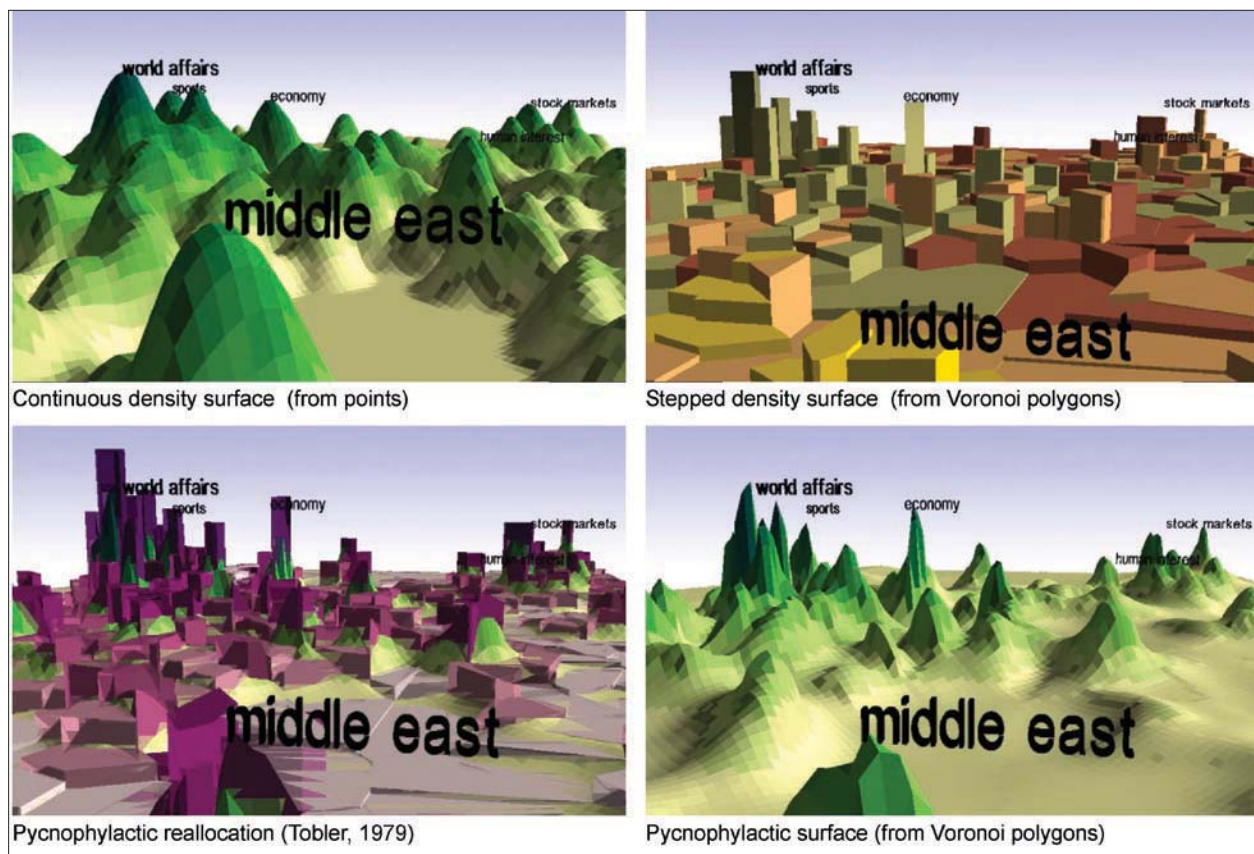 world affairs
sports
economy
stock markets
human interest
middle east
Continuous density surface (from points)
world affairs
sports
economy
stock markets
human interest
middle east
Stepped density surface (from Voronoi polygons)
world affairs
sports
economy
stock markets
human interest
middle east
Pycnophylactic reallocation (Tobler, 1979)
world affairs
sports
economy
stock markets
human interest
middle east
Pycnophylactic surface (from Voronoi polygons)